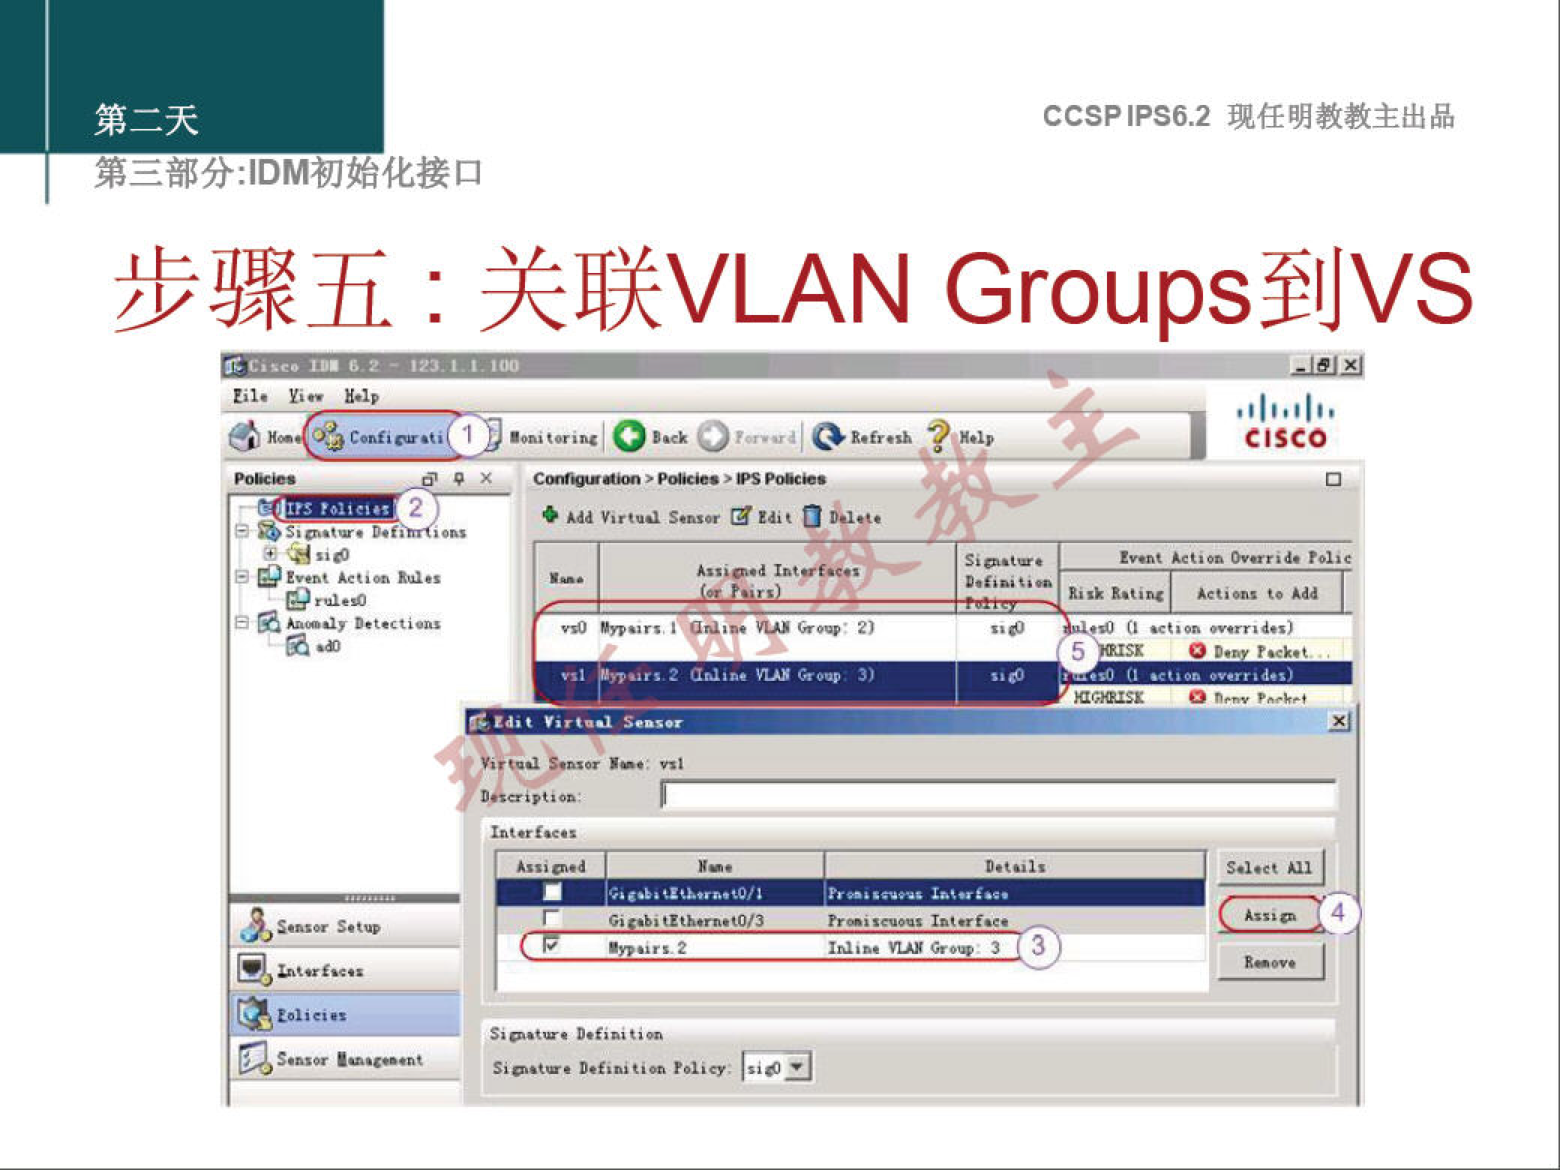 第二天
CCSP IPS6.2 现任明教教主出品
第三部分:IDM初始化接口
步骤五：关联VLAN Groups到VS
Cisco IDM 6.2 - 123.1.1.100
File View Help
CISCO
Home Configurati 1 Monitoring Back Forward Refresh Help
Policies
Configuration > Policies > IPS Policies
IPS Policies 2
Signature Definitions
sig0
Event Action Rules
rules0
Anomaly Detections
ad0
Add Virtual Sensor Edit Delete
Name
Assigned Interfaces
(or Pairs)
Signature
Definition
Policy
Event Action Override Polic
Risk Rating Actions to Add
vs0 Mypairs.1 (Inline VLAN Group: 2) sig0 rules0 (1 action overrides)
5 HRISK Deny Packet...
vs1 Mypairs.2 (Inline VLAN Group: 3) sig0 rules0 (1 action overrides)
HIGHRISK Deny Packet
现任明教教主
Edit Virtual Sensor
Virtual Sensor Name: vs1
Description:
Interfaces
Assigned Name Details
Select All
GigabitEthernet0/1 Promiscuous Interface
GigabitEthernet0/3 Promiscuous Interface
Assign 4
Mypairs.2 Inline VLAN Group: 3 3
Remove
Signature Definition
Signature Definition Policy: sig0
Sensor Setup
Interfaces
Policies
Sensor Management